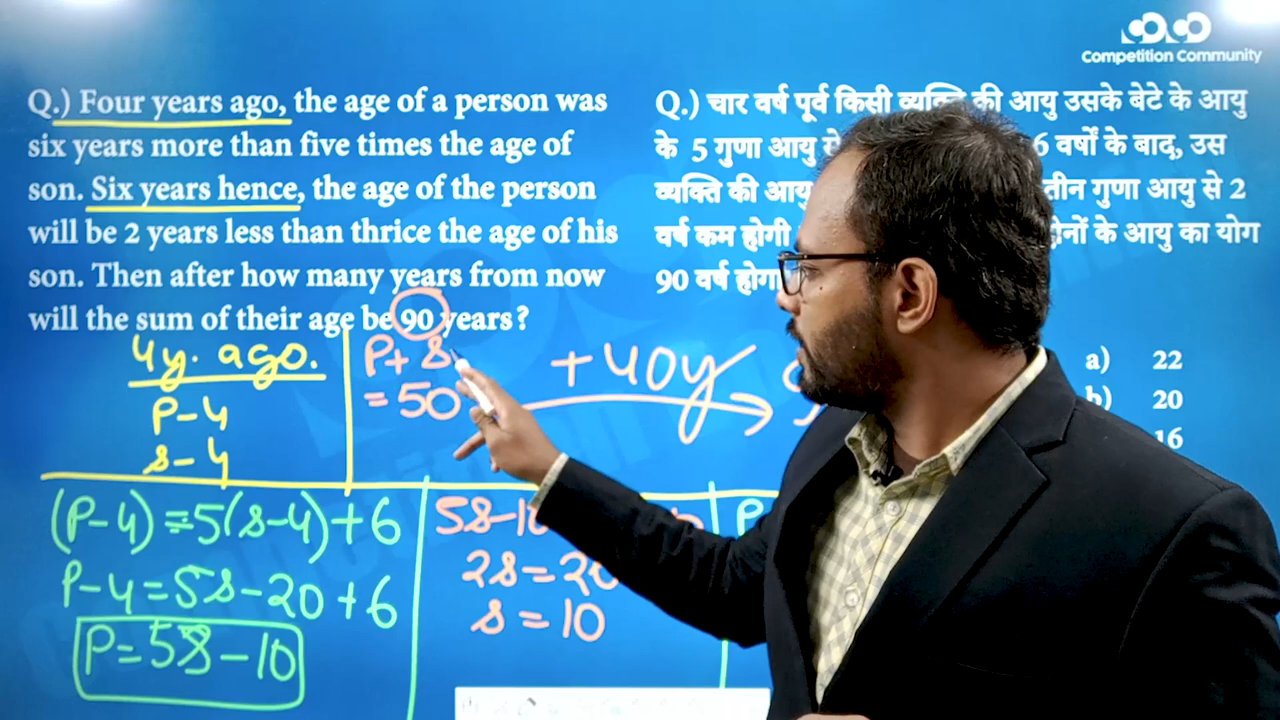 Competition Community
Q.) Four years ago, the age of a person was
six years more than five times the age of
son. Six years hence, the age of the person
will be 2 years less than thrice the age of his
son. Then after how many years from now
will the sum of their age be 90 years?
Q.) चार वर्ष पूर्व किसी व्यक्ति की आयु उसके बेटे के आयु
के 5 गुणा आयु से 6 वर्षों के बाद, उस
व्यक्ति की आयु तीन गुणा आयु से 2
वर्ष कम होगी के आयु का योग
90 वर्ष होगा
4y. ago.
P-4
s-4
P+s
=50
+40y
a) 22
b) 20
16
(P-4)=5(s-4)+6
P-4=5s-20+6
P=5s-10
5s-10
2s=20
s=10
P